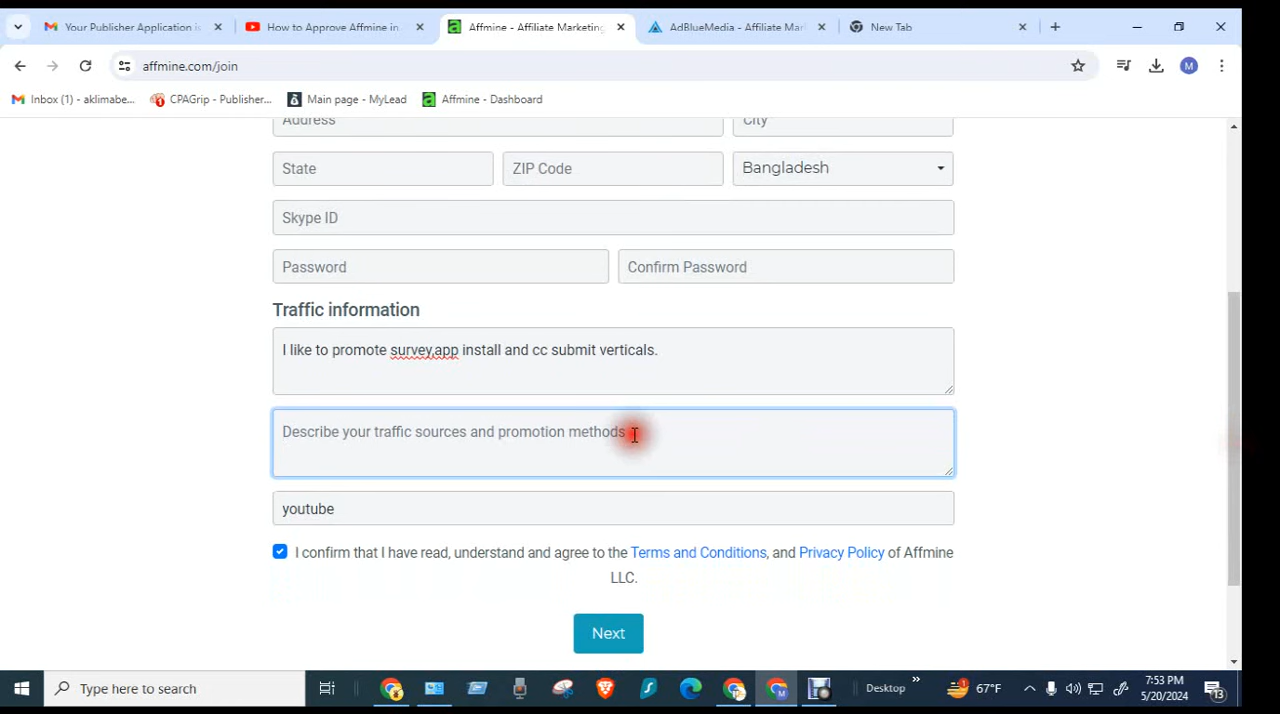 Your Publisher Application is
How to Approve Affmine in
Affmine - Affiliate Marketing
AdBlueMedia - Affiliate Mar
New Tab
affmine.com/join
M
Inbox (1) - aklimabe...
CPAGrip - Publisher...
Main page - MyLead
Affmine - Dashboard
Address
City
State
ZIP Code
Bangladesh
Skype ID
Password
Confirm Password
Traffic information
I like to promote survey,app install and cc submit verticals.
Describe your traffic sources and promotion methods
youtube
I confirm that I have read, understand and agree to the Terms and Conditions, and Privacy Policy of Affmine
LLC.
Next
Type here to search
Desktop
67°F
7:53 PM
5/20/2024
13